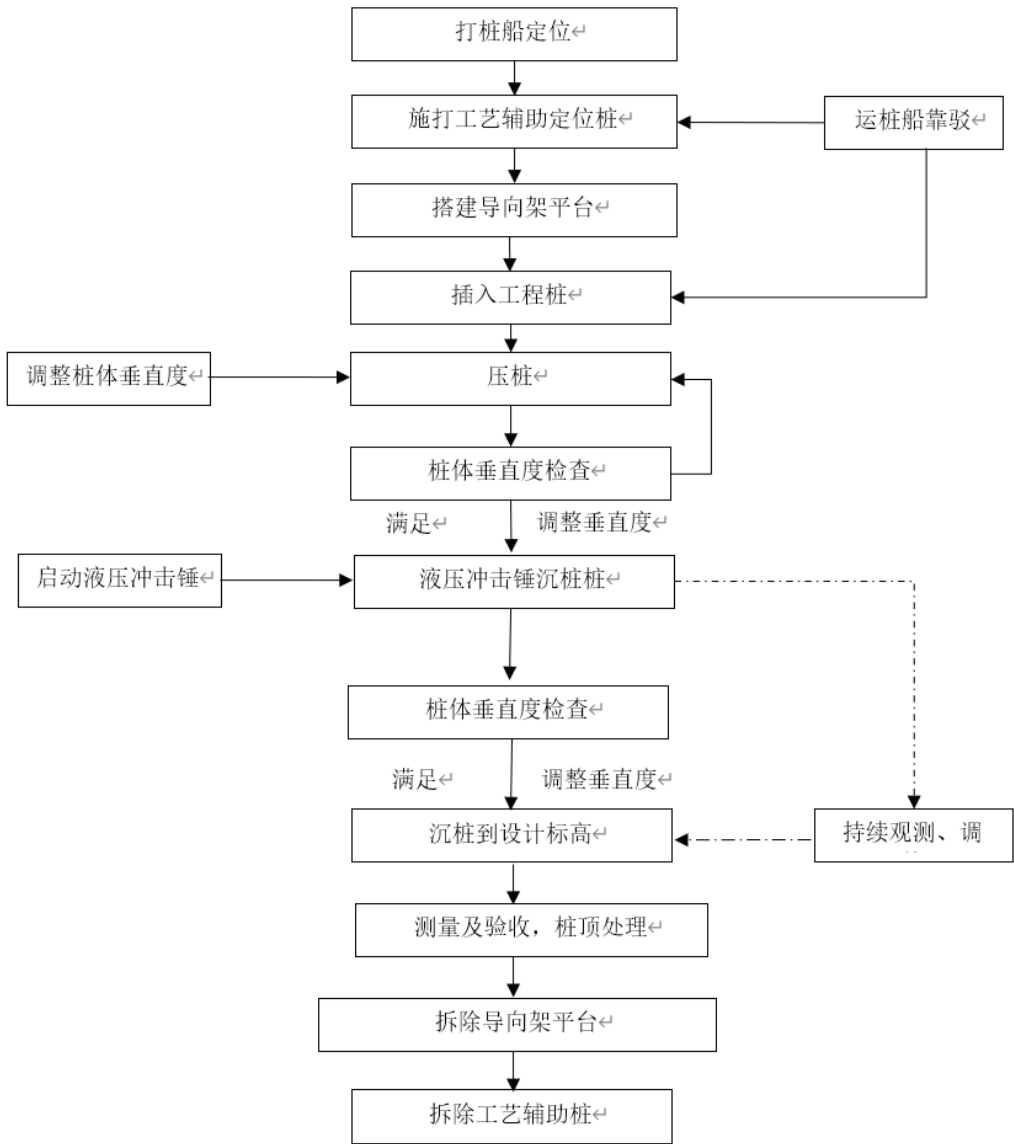 打桩船定位
施打工艺辅助定位桩
运桩船靠驳
搭建导向架平台
插入工程桩
调整桩体垂直度
压桩
桩体垂直度检查
满足
调整垂直度
启动液压冲击锤
液压冲击锤沉桩桩
桩体垂直度检查
满足
调整垂直度
沉桩到设计标高
持续观测、调
测量及验收，桩顶处理
拆除导向架平台
拆除工艺辅助桩